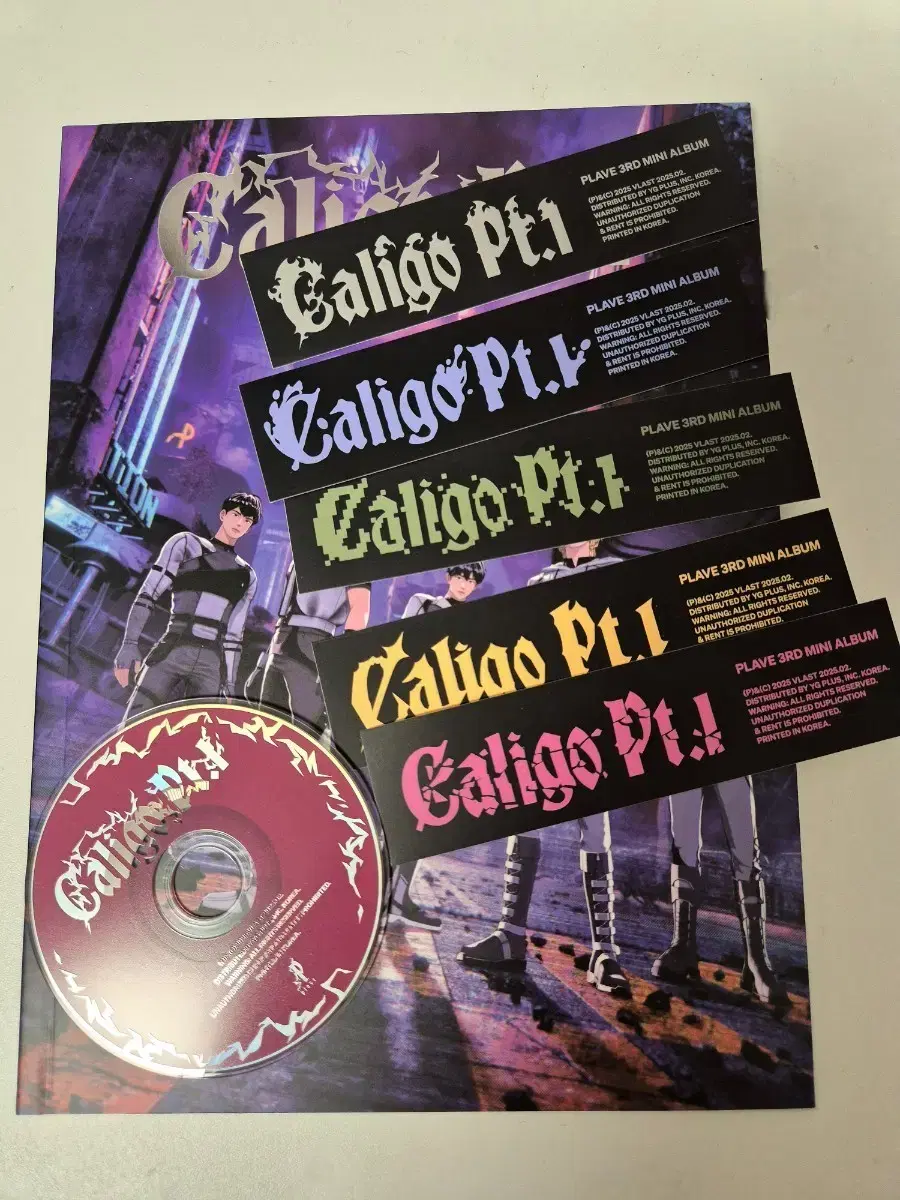 Cali
Caligo Pt.1
PLAVE 3RD MINI ALBUM
(P)&(C) 2025 VLAST 2025.02.
DISTRIBUTED BY YG PLUS, INC. KOREA.
WARNING: ALL RIGHTS RESERVED.
UNAUTHORIZED DUPLICATION
& RENT IS PROHIBITED.
PRINTED IN KOREA.
Caligo Pt.1
PLAVE 3RD MINI ALBUM
(P)&(C) 2025 VLAST 2025.02.
DISTRIBUTED BY YG PLUS, INC. KOREA.
WARNING: ALL RIGHTS RESERVED.
UNAUTHORIZED DUPLICATION
& RENT IS PROHIBITED.
PRINTED IN KOREA.
Caligo Pt.1
PLAVE 3RD MINI ALBUM
(P)&(C) 2025 VLAST 2025.02.
DISTRIBUTED BY YG PLUS, INC. KOREA.
WARNING: ALL RIGHTS RESERVED.
UNAUTHORIZED DUPLICATION
& RENT IS PROHIBITED.
PRINTED IN KOREA.
Caligo Pt.1
PLAVE 3RD MINI ALBUM
(P)&(C) 2025 VLAST 2025.02.
DISTRIBUTED BY YG PLUS, INC. KOREA.
WARNING: ALL RIGHTS RESERVED.
UNAUTHORIZED DUPLICATION
& RENT IS PROHIBITED.
Caligo Pt.1
PLAVE 3RD MINI ALBUM
(P)&(C) 2025 VLAST 2025.02.
DISTRIBUTED BY YG PLUS, INC. KOREA.
WARNING: ALL RIGHTS RESERVED.
UNAUTHORIZED DUPLICATION
& RENT IS PROHIBITED.
PRINTED IN KOREA.
Caligo Pt.1